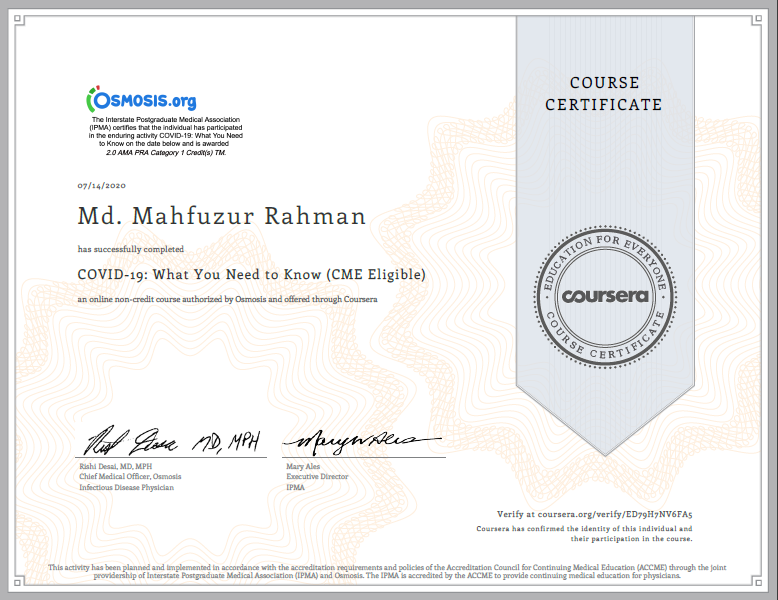 OSMOSIS.org
The Interstate Postgraduate Medical Association
(IPMA) certifies that the individual has participated
in the enduring activity COVID-19: What You Need
to Know on the date below and is awarded
2.0 AMA PRA Category 1 Credit(s) TM.
07/14/2020
Md. Mahfuzur Rahman
has successfully completed
COVID-19: What You Need to Know (CME Eligible)
an online non-credit course authorized by Osmosis and offered through Coursera
COURSE
CERTIFICATE
EDUCATION FOR EVERYONE
coursera
COURSE CERTIFICATE
Rishi Desai MD, MPH
Rishi Desai, MD, MPH
Chief Medical Officer, Osmosis
Infectious Disease Physician
Mary Ales
Mary Ales
Executive Director
IPMA
Verify at coursera.org/verify/ED79H7NV6FA5
Coursera has confirmed the identity of this individual and
their participation in the course.
This activity has been planned and implemented in accordance with the accreditation requirements and policies of the Accreditation Council for Continuing Medical Education (ACCME) through the joint
providership of Interstate Postgraduate Medical Association (IPMA) and Osmosis. The IPMA is accredited by the ACCME to provide continuing medical education for physicians.